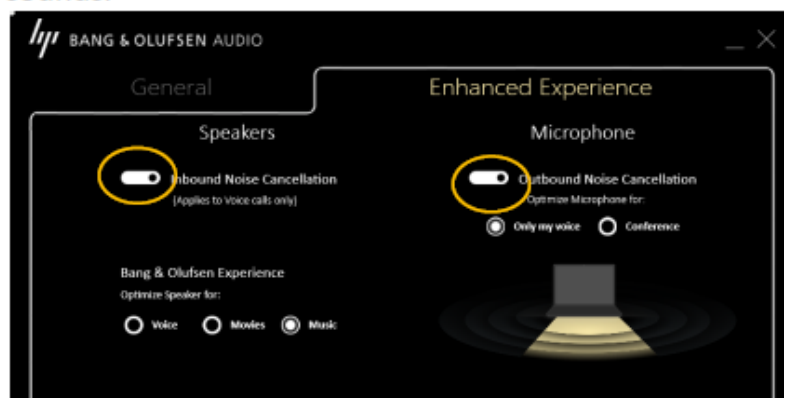 hp BANG & OLUFSEN AUDIO
General
Enhanced Experience
Speakers
Inbound Noise Cancellation
(Applies to Voice calls only)
Bang & Olufsen Experience
Optimize Speaker for:
Voice Movies Music
Microphone
Outbound Noise Cancellation
Optimize Microphone for:
Only my voice Conference